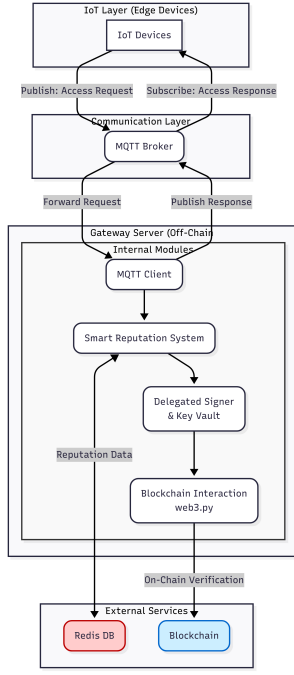 IoT Layer (Edge Devices)
IoT Devices
Publish: Access Request
Subscribe: Access Response
Communication Layer
MQTT Broker
Forward Request
Publish Response
Gateway Server (Off-Chain
Internal Modules
MQTT Client
Smart Reputation System
Delegated Signer
& Key Vault
Reputation Data
Blockchain Interaction
web3.py
On-Chain Verification
External Services
Redis DB
Blockchain